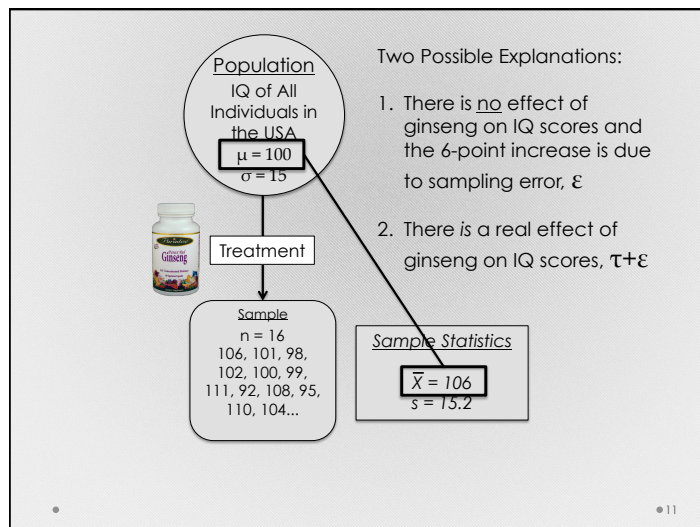 Population
IQ of All
Individuals in
the USA
μ = 100
σ = 15
Treatment
Ginseng
Sample
n = 16
106, 101, 98,
102, 100, 99,
111, 92, 108, 95,
110, 104...
Two Possible Explanations:
1. There is no effect of
ginseng on IQ scores and
the 6-point increase is due
to sampling error, ε
2. There is a real effect of
ginseng on IQ scores, τ+ε
Sample Statistics
X̅ = 106
s = 15.2
11